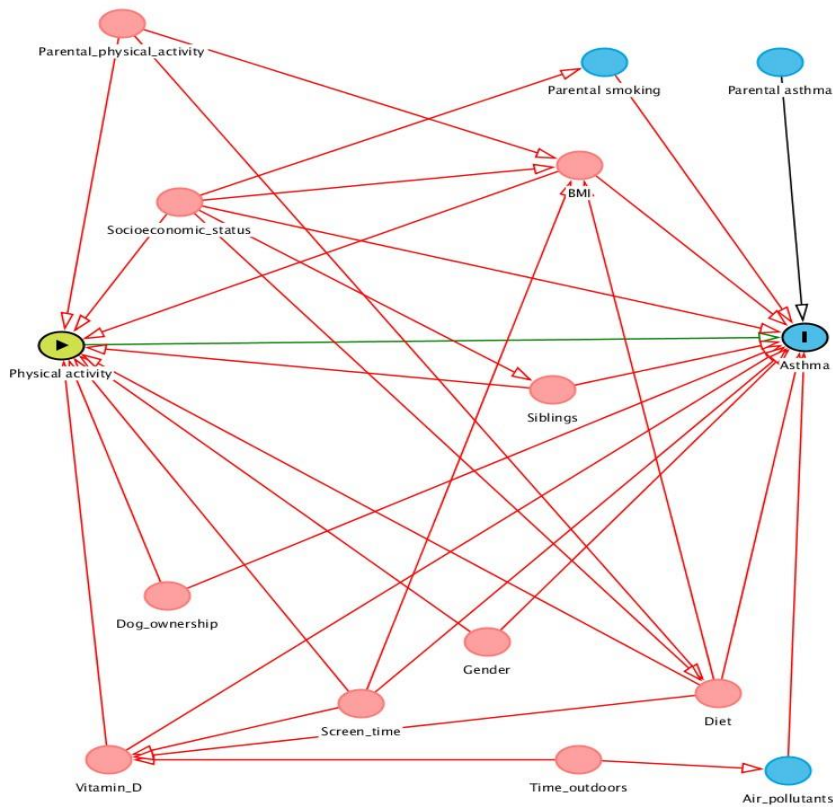 Parental_physical_activity
Parental smoking
Parental asthma
BMI
Socioeconomic_status
Physical activity
Asthma
Siblings
Dog_ownership
Gender
Screen_time
Diet
Vitamin_D
Time_outdoors
Air_pollutants